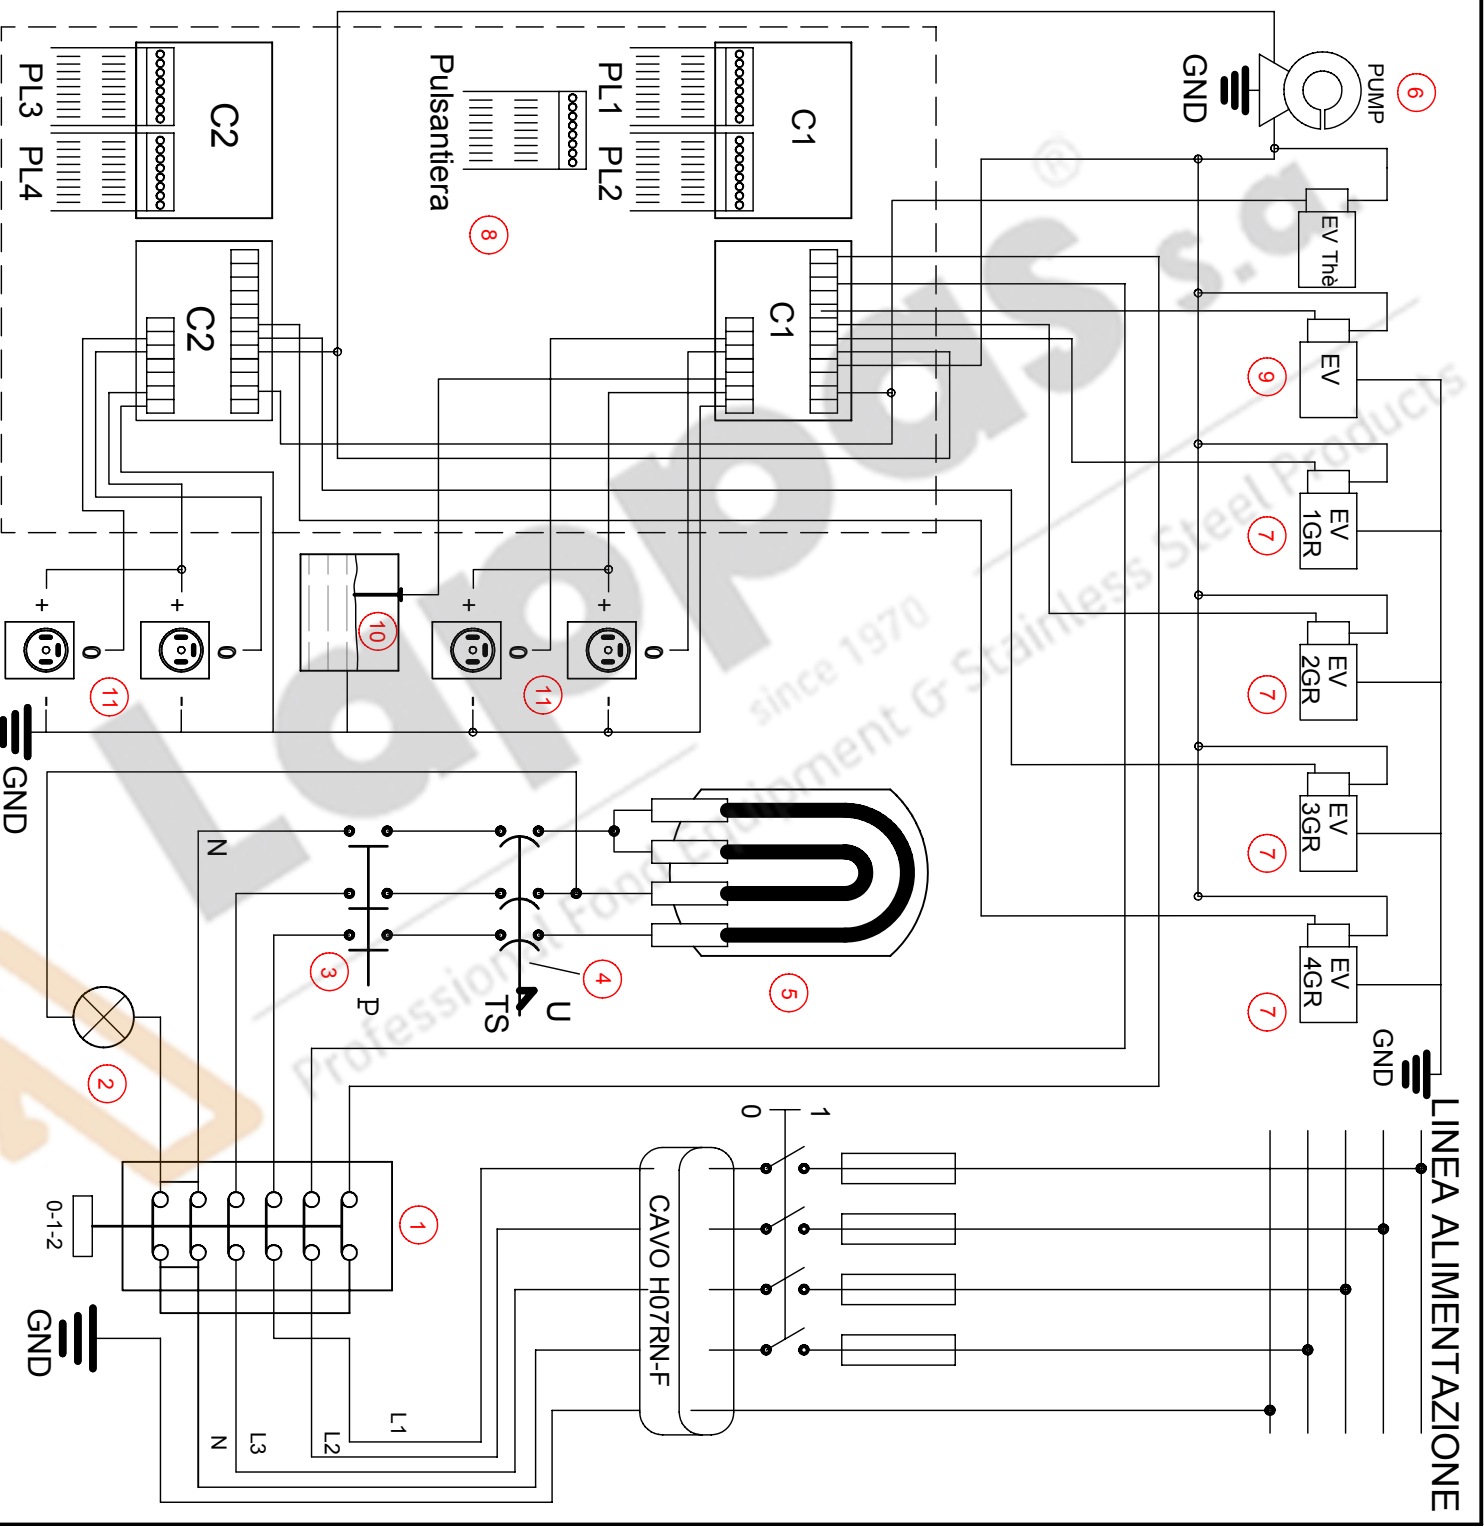 LINEA ALIMENTAZIONE
6
PUMP
GND
EV Thè
EV
9
EV
1GR
7
EV
2GR
7
EV
3GR
7
EV
4GR
7
GND
C1
PL1
PL2
C1
Pulsantiera
8
C2
PL3
PL4
C2
+
0
-
+
0
-
11
10
+
0
-
+
0
-
11
GND
5
4
U
TS
3
P
N
2
1
0-1-2
GND
0
1
CAVO H07RN-F
L1
L2
L3
N
Lappas s.a.
®
since 1970
Professional Food Equipment & Stainless Steel Products